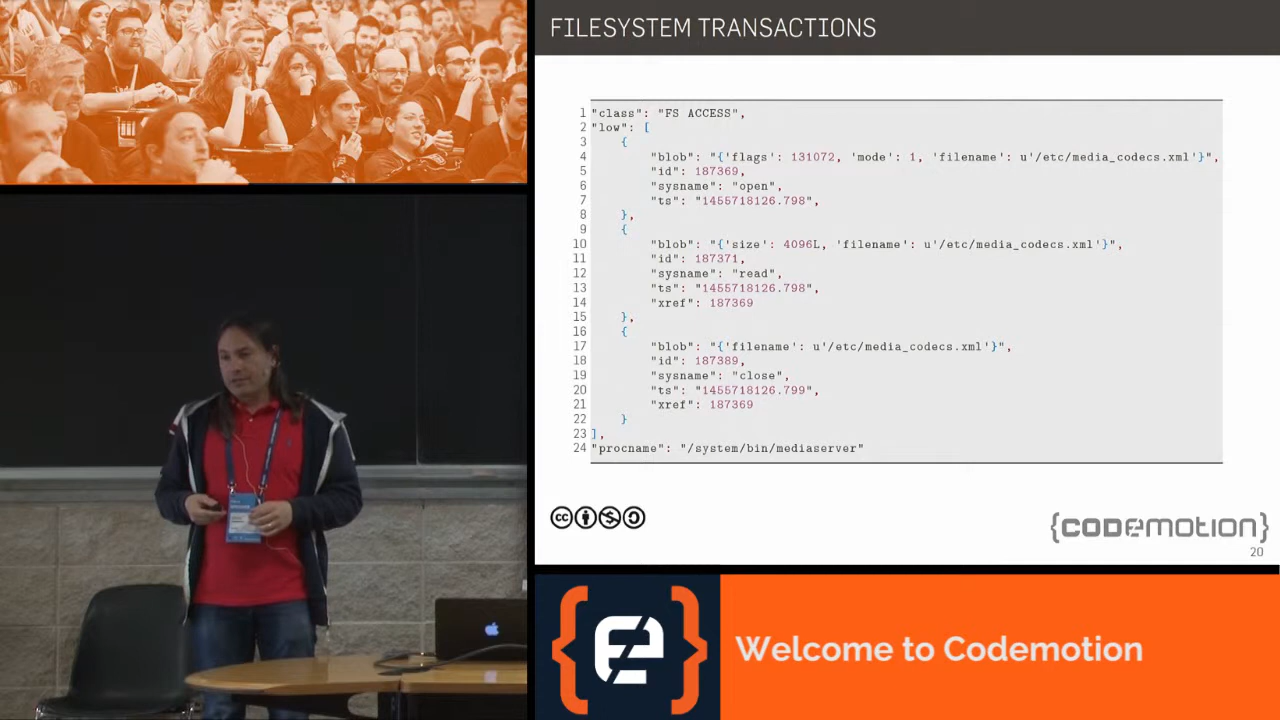 FILESYSTEM TRANSACTIONS
1 "class": "FS ACCESS",
2 "low": [
3 {
4 "blob": "{'flags': 131072, 'mode': 1, 'filename': u'/etc/media_codecs.xml'}",
5 "id": 187369,
6 "sysname": "open",
7 "ts": "1455718126.798",
8 },
9 {
10 "blob": "{'size': 4096L, 'filename': u'/etc/media_codecs.xml'}",
11 "id": 187371,
12 "sysname": "read",
13 "ts": "1455718126.798",
14 "xref": 187369
15 },
16 {
17 "blob": "{'filename': u'/etc/media_codecs.xml'}",
18 "id": 187389,
19 "sysname": "close",
20 "ts": "1455718126.799",
21 "xref": 187369
22 }
23 ],
24 "procname": "/system/bin/mediaserver"
cc
{CODEMOTION}
20
Welcome to Codemotion